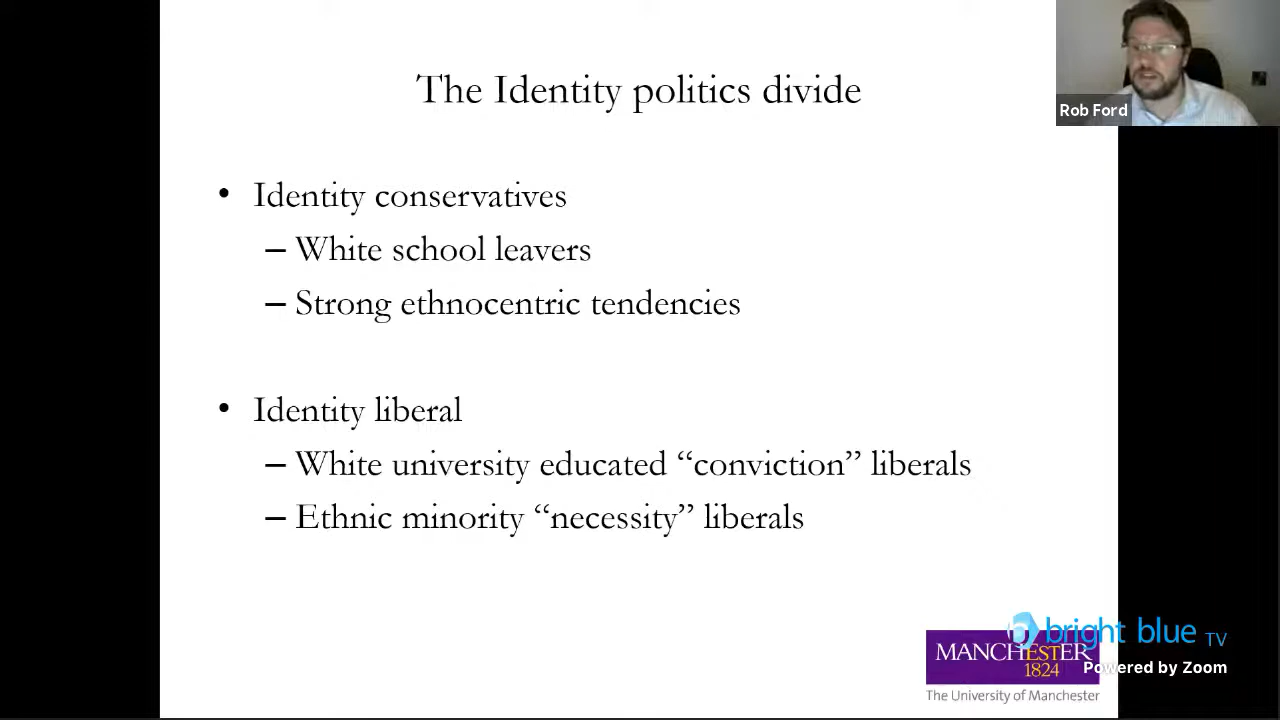 The Identity politics divide
Rob Ford
• Identity conservatives
– White school leavers
– Strong ethnocentric tendencies
• Identity liberal
– White university educated “conviction” liberals
– Ethnic minority “necessity” liberals
bright blue TV
MANCHESTER
1824
Powered by Zoom
The University of Manchester